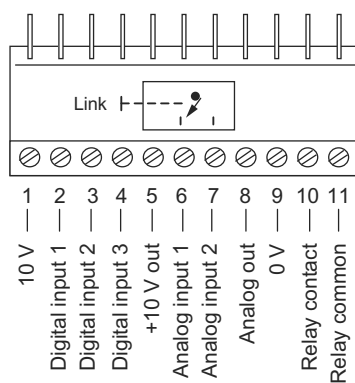 Link
1 2 3 4 5 6 7 8 9 10 11
10 V
Digital input 1
Digital input 2
Digital input 3
+10 V out
Analog input 1
Analog input 2
Analog out
0 V
Relay contact
Relay common